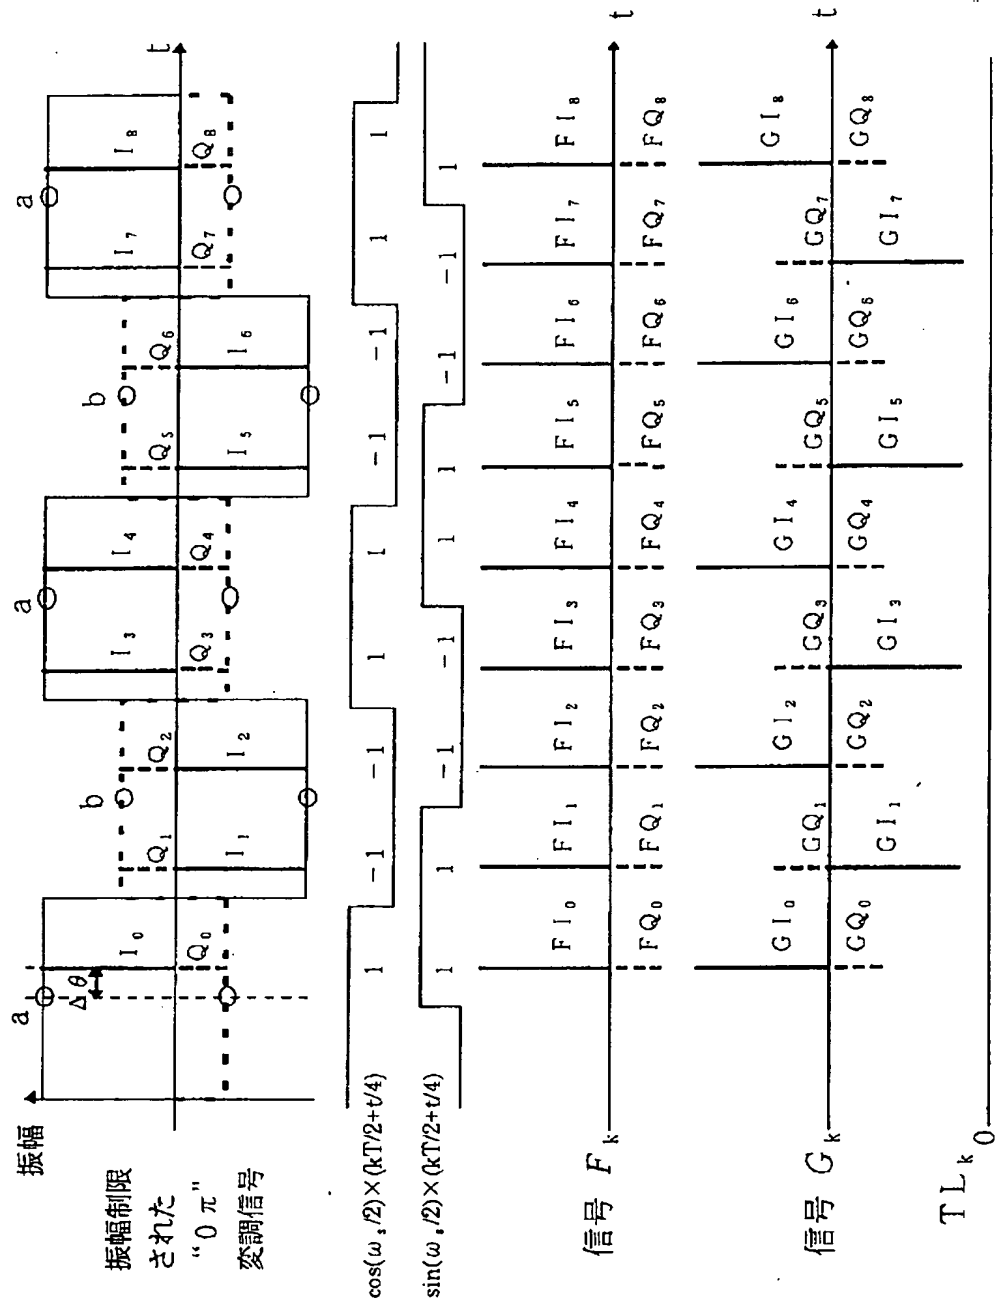 振幅
振幅制限
された
“0 π”
変調信号
a Δθ b a b a t
I₀ I₁ I₂ I₃ I₄ I₅ I₆ I₇ I₈
Q₀ Q₁ Q₂ Q₃ Q₄ Q₅ Q₆ Q₇ Q₈
cos(ω /2)×(kT/2+t/4)
1 -1 -1 1 1 -1 -1 1 1
sin(ω /2)×(kT/2+t/4)
1 1 -1 -1 1 1 -1 -1 1
信号 Fₖ t
FI₀ FI₁ FI₂ FI₃ FI₄ FI₅ FI₆ FI₇ FI₈
FQ₀ FQ₁ FQ₂ FQ₃ FQ₄ FQ₅ FQ₆ FQ₇ FQ₈
信号 Gₖ t
GI₀ GQ₁ GI₂ GQ₃ GI₄ GQ₅ GI₆ GQ₇ GI₈
GQ₀ GI₁ GQ₂ GI₃ GQ₄ GI₅ GQ₆ GI₇ GQ₈
TLₖ 0